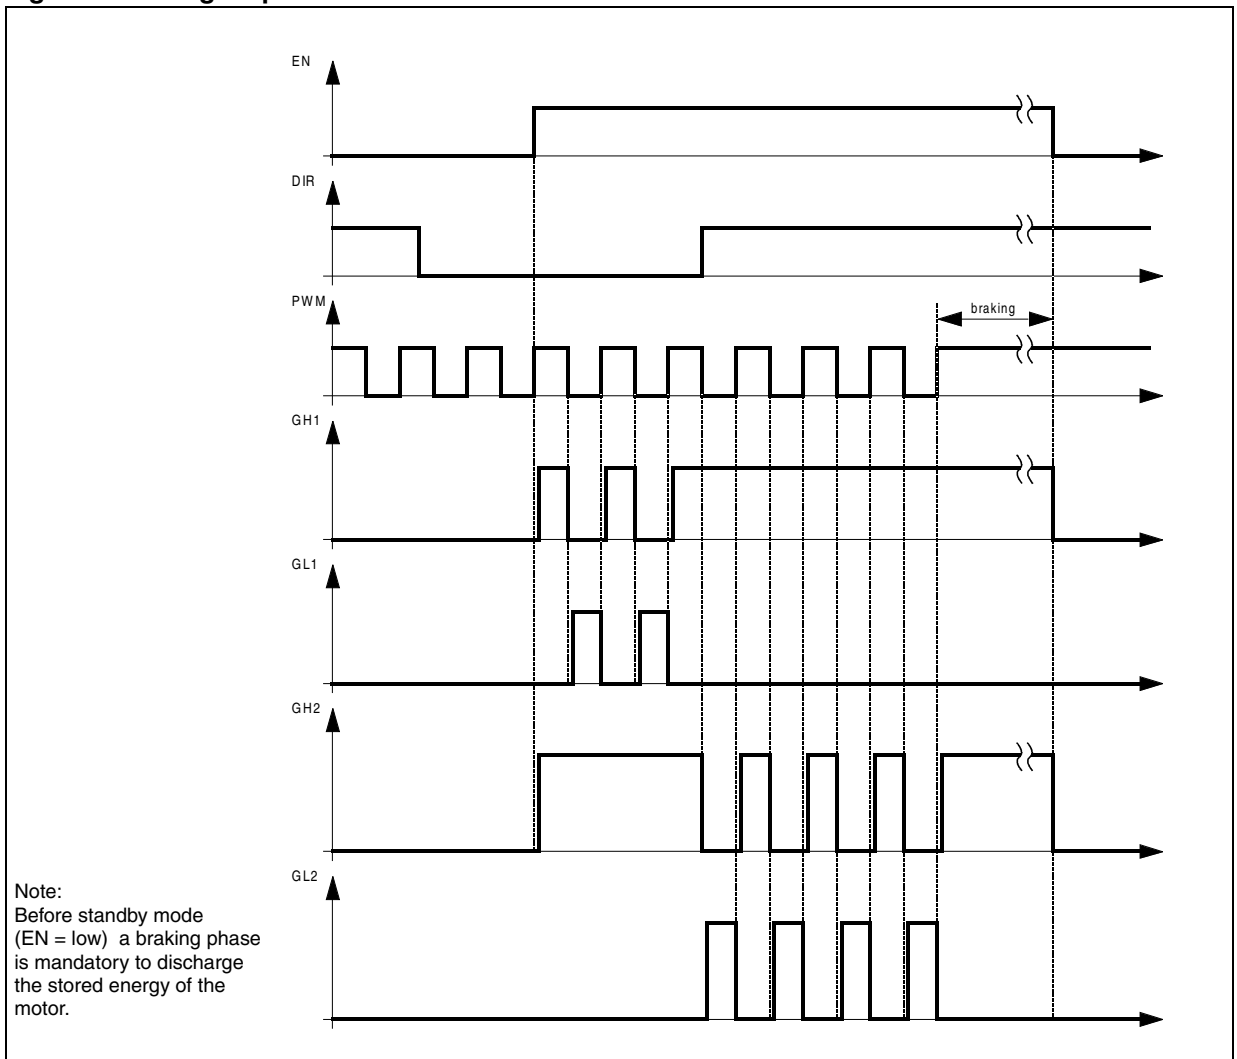 EN
DIR
PWM
braking
GH1
GL1
GH2
GL2
Note:
Before standby mode
(EN = low) a braking phase
is mandatory to discharge
the stored energy of the
motor.